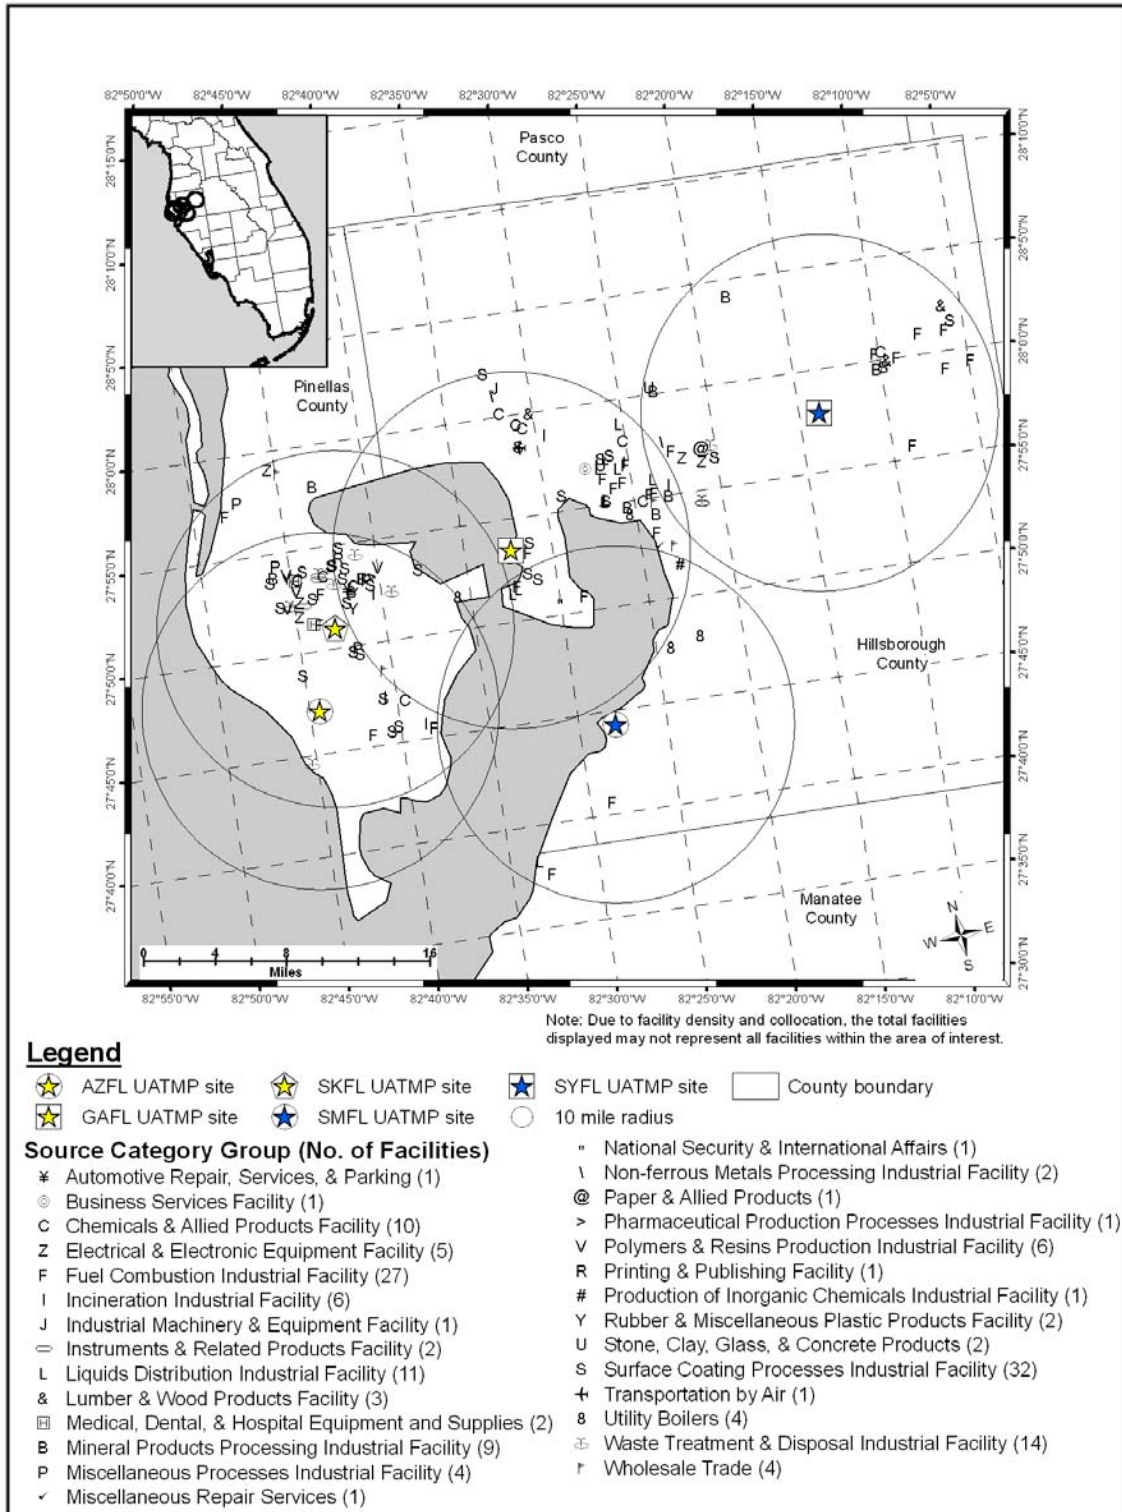 82°50'0"W 82°45'0"W 82°40'0"W 82°35'0"W 82°30'0"W 82°25'0"W 82°20'0"W 82°15'0"W 82°10'0"W 82°5'0"W
Pasco
County
28°15'0"N
28°10'0"N
28°5'0"N
28°0'0"N
27°55'0"N
27°50'0"N
27°45'0"N
27°40'0"N
28°10'0"N
28°5'0"N
28°0'0"N
27°55'0"N
27°50'0"N
27°45'0"N
27°40'0"N
27°35'0"N
27°30'0"N
Pinellas
County
Hillsborough
County
Manatee
County
N
W E
S
0 4 8 16
Miles
82°55'0"W 82°50'0"W 82°45'0"W 82°40'0"W 82°35'0"W 82°30'0"W 82°25'0"W 82°20'0"W 82°15'0"W 82°10'0"W
Note: Due to facility density and collocation, the total facilities
displayed may not represent all facilities within the area of interest.
Legend
AZFL UATMP site
SKFL UATMP site
SYFL UATMP site
County boundary
GAFL UATMP site
SMFL UATMP site
10 mile radius
Source Category Group (No. of Facilities)
¥ Automotive Repair, Services, & Parking (1)
Business Services Facility (1)
C Chemicals & Allied Products Facility (10)
Z Electrical & Electronic Equipment Facility (5)
F Fuel Combustion Industrial Facility (27)
I Incineration Industrial Facility (6)
J Industrial Machinery & Equipment Facility (1)
Instruments & Related Products Facility (2)
L Liquids Distribution Industrial Facility (11)
& Lumber & Wood Products Facility (3)
H Medical, Dental, & Hospital Equipment and Supplies (2)
B Mineral Products Processing Industrial Facility (9)
P Miscellaneous Processes Industrial Facility (4)
Miscellaneous Repair Services (1)
" National Security & International Affairs (1)
\ Non-ferrous Metals Processing Industrial Facility (2)
@ Paper & Allied Products (1)
> Pharmaceutical Production Processes Industrial Facility (1)
V Polymers & Resins Production Industrial Facility (6)
R Printing & Publishing Facility (1)
# Production of Inorganic Chemicals Industrial Facility (1)
Y Rubber & Miscellaneous Plastic Products Facility (2)
U Stone, Clay, Glass, & Concrete Products (2)
S Surface Coating Processes Industrial Facility (32)
Transportation by Air (1)
8 Utility Boilers (4)
Waste Treatment & Disposal Industrial Facility (14)
Wholesale Trade (4)